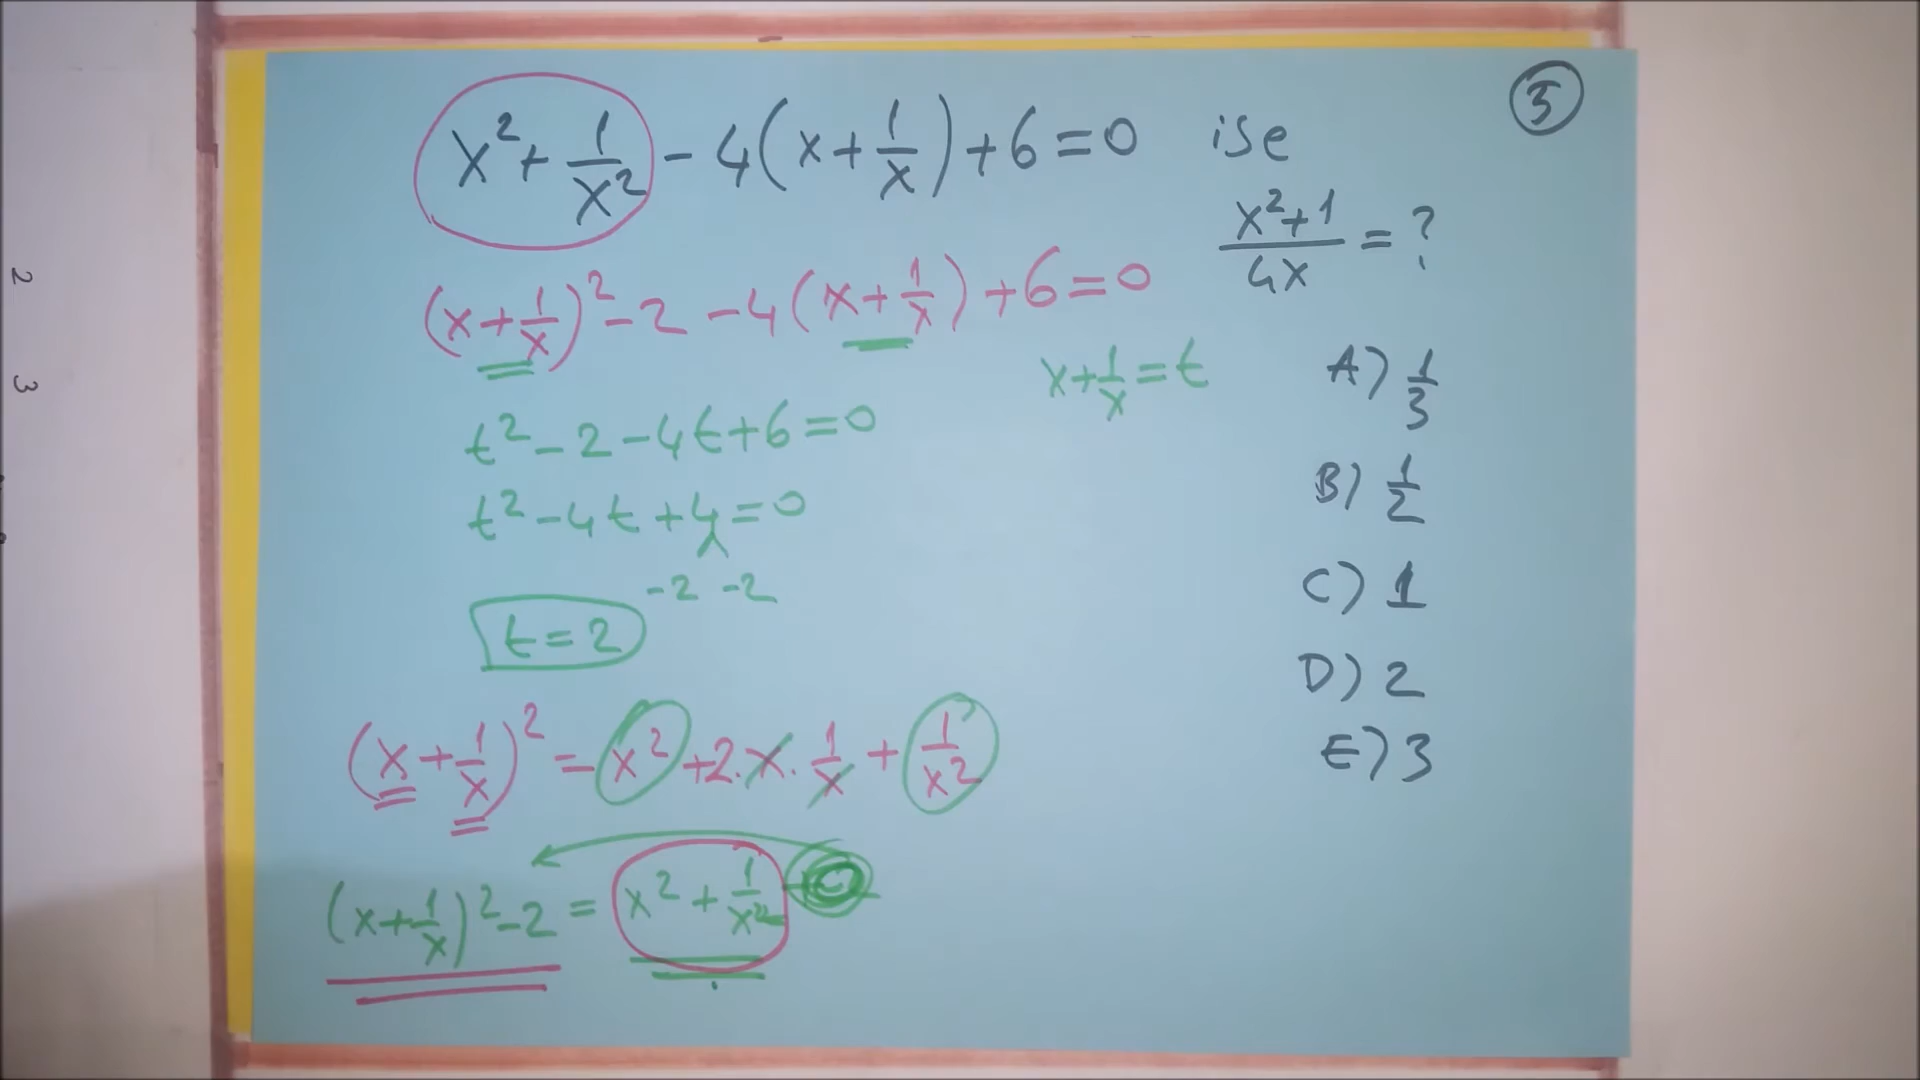 5
x² + 1/x² - 4(x + 1/x) + 6 = 0 ise
x²+1/4x = ?
(x + 1/x)² - 2 - 4(x + 1/x) + 6 = 0
x + 1/x = t
t² - 2 - 4t + 6 = 0
t² - 4t + 4 = 0
-2 -2
t = 2
A) 1/3
B) 1/2
C) 1
D) 2
E) 3
(x + 1/x)² = x² + 2.x.1/x + 1/x²
(x + 1/x)² - 2 = x² + 1/x²
2
3